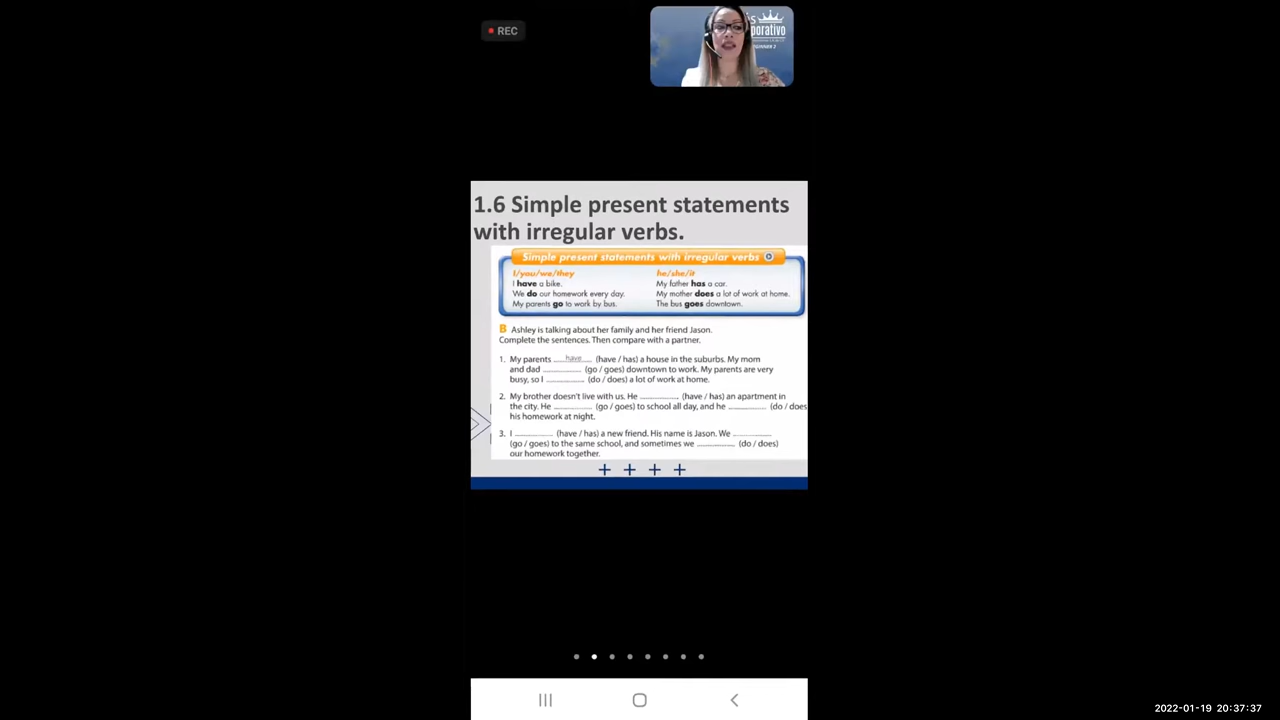 REC
s
porativo
1.6 Simple present statements
with irregular verbs.
Simple present statements with irregular verbs
I/you/we/they
I have a bike.
We do our homework every day.
My parents go to work by bus.
he/she/it
My father has a car.
My mother does a lot of work at home.
The bus goes downtown.
B Ashley is talking about her family and her friend Jason.
Complete the sentences. Then compare with a partner.
1. My parents have (have / has) a house in the suburbs. My mom
and dad ............ (go / goes) downtown to work. My parents are very
busy, so I ............ (do / does) a lot of work at home.
2. My brother doesn't live with us. He ............ (have / has) an apartment in
the city. He ............ (go / goes) to school all day, and he ............ (do / does
his homework at night.
3. I ............ (have / has) a new friend. His name is Jason. We ............
(go / goes) to the same school, and sometimes we ............ (do / does)
our homework together.
2022-01-19 20:37:37